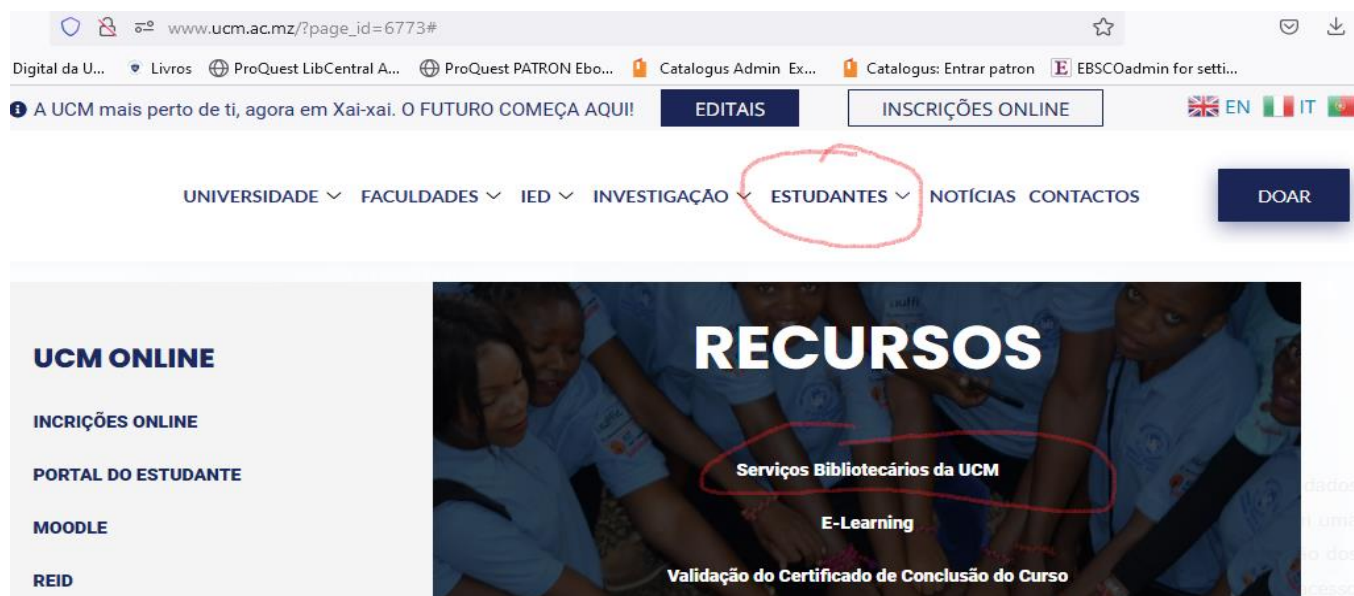 www.ucm.ac.mz/?page_id=6773#
Digital da U... Livros ProQuest LibCentral A... ProQuest PATRON Ebo... Catalogus Admin Ex... Catalogus: Entrar patron EBSCOadmin for setti...
A UCM mais perto de ti, agora em Xai-xai. O FUTURO COMEÇA AQUI! EDITAIS INSCRIÇÕES ONLINE EN IT
UNIVERSIDADE FACULDADES IED INVESTIGAÇÃO ESTUDANTES NOTÍCIAS CONTACTOS DOAR
RECURSOS
UCM ONLINE
INCRIÇÕES ONLINE
Serviços Bibliotecários da UCM
PORTAL DO ESTUDANTE
E-Learning
MOODLE
Validação do Certificado de Conclusão do Curso
REID